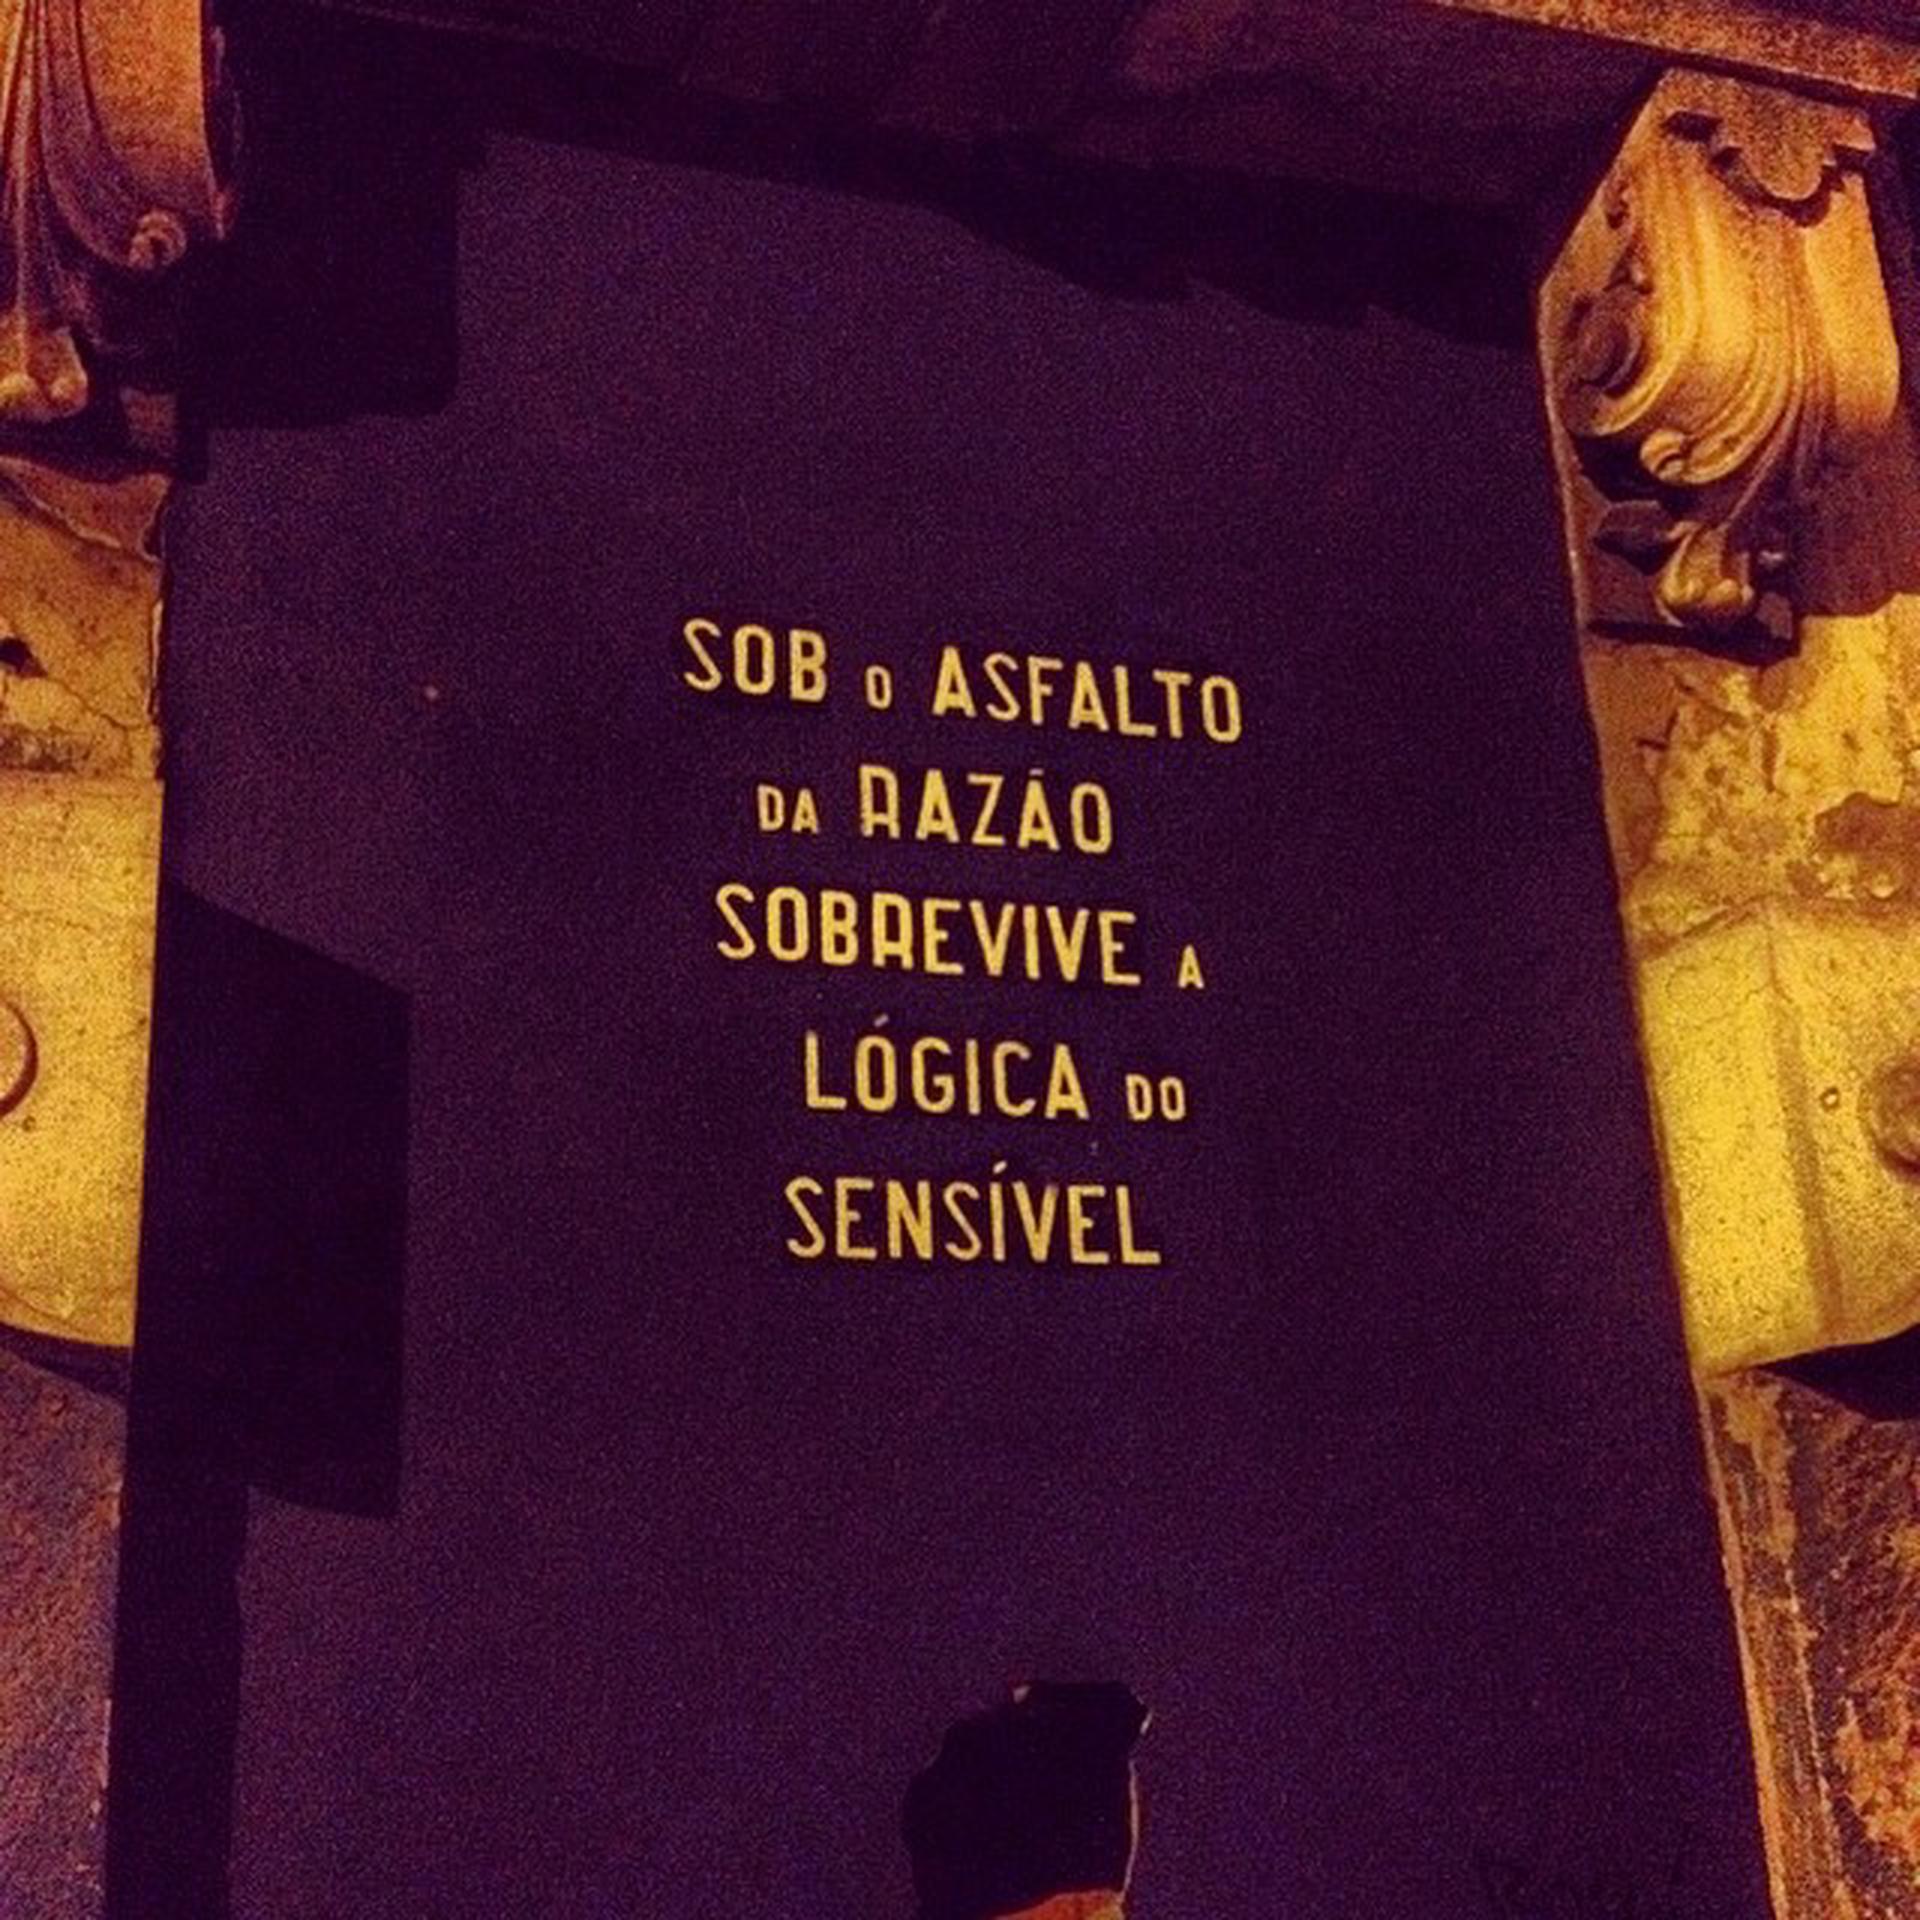 SOB O ASFALTO
DA RAZÃO
SOBREVIVE A
LÓGICA DO
SENSÍVEL